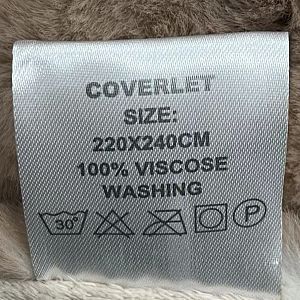 COVERLET
SIZE:
220X240CM
100% VISCOSE
WASHING
30° P